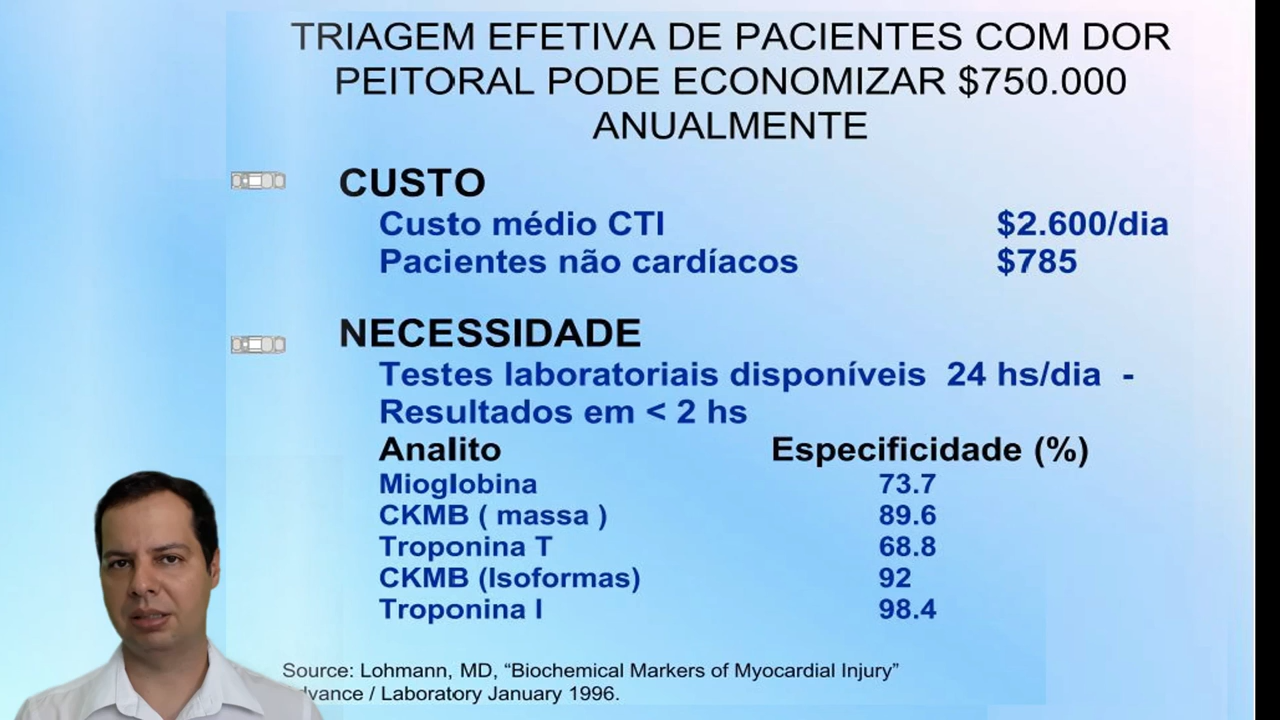 TRIAGEM EFETIVA DE PACIENTES COM DOR
PEITORAL PODE ECONOMIZAR $750.000
ANUALMENTE
CUSTO
Custo médio CTI $2.600/dia
Pacientes não cardíacos $785
NECESSIDADE
Testes laboratoriais disponíveis 24 hs/dia -
Resultados em < 2 hs
Analito Especificidade (%)
Mioglobina 73.7
CKMB ( massa ) 89.6
Troponina T 68.8
CKMB (Isoformas) 92
Troponina I 98.4
Source: Lohmann, MD, “Biochemical Markers of Myocardial Injury”
dvance / Laboratory January 1996.